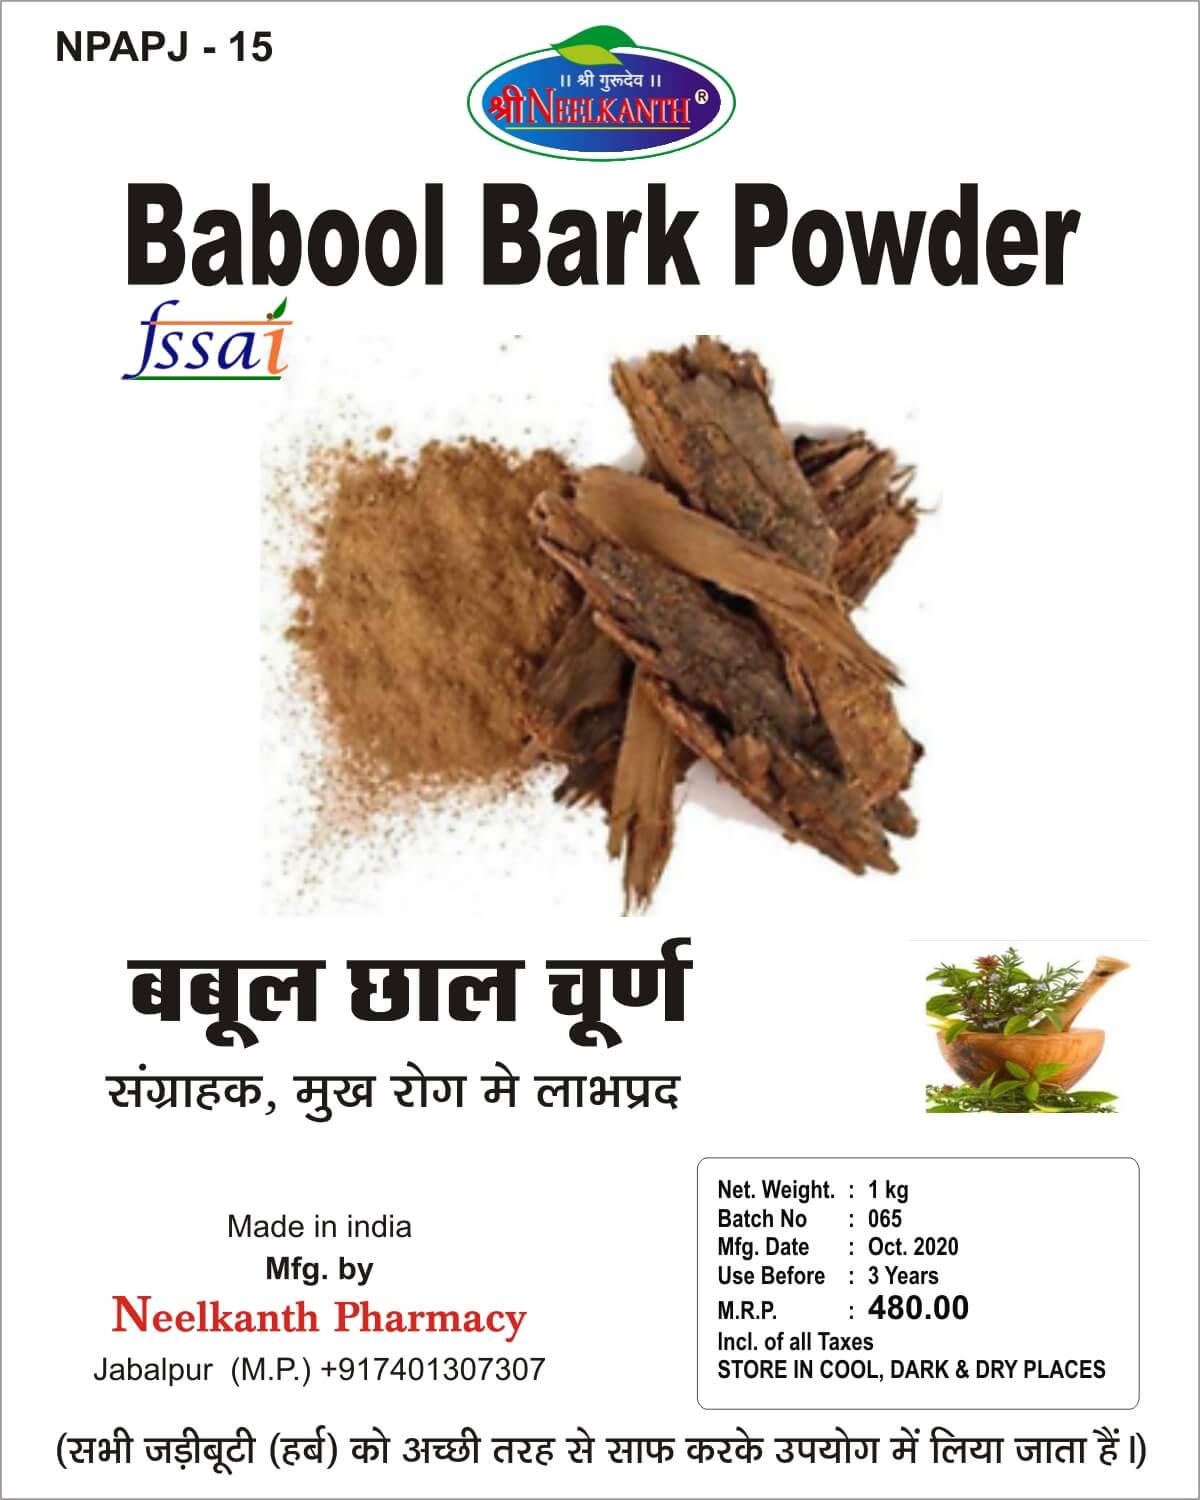 NPAPJ - 15
।। श्री गुरूदेव ।।
श्री NEELKANTH ®
Babool Bark Powder
fssai
बबूल छाल चूर्ण
संग्राहक, मुख रोग मे लाभप्रद
Made in india
Mfg. by
Neelkanth Pharmacy
Jabalpur (M.P.) +917401307307
Net. Weight. : 1 kg
Batch No : 065
Mfg. Date : Oct. 2020
Use Before : 3 Years
M.R.P. : 480.00
Incl. of all Taxes
STORE IN COOL, DARK & DRY PLACES
(सभी जड़ीबूटी (हर्ब) को अच्छी तरह से साफ करके उपयोग में लिया जाता हैं।)